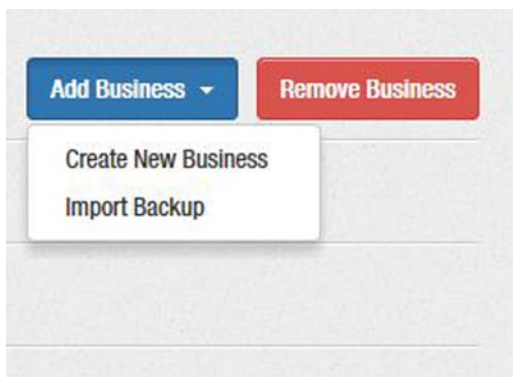 Add Business
Remove Business
Create New Business
Import Backup